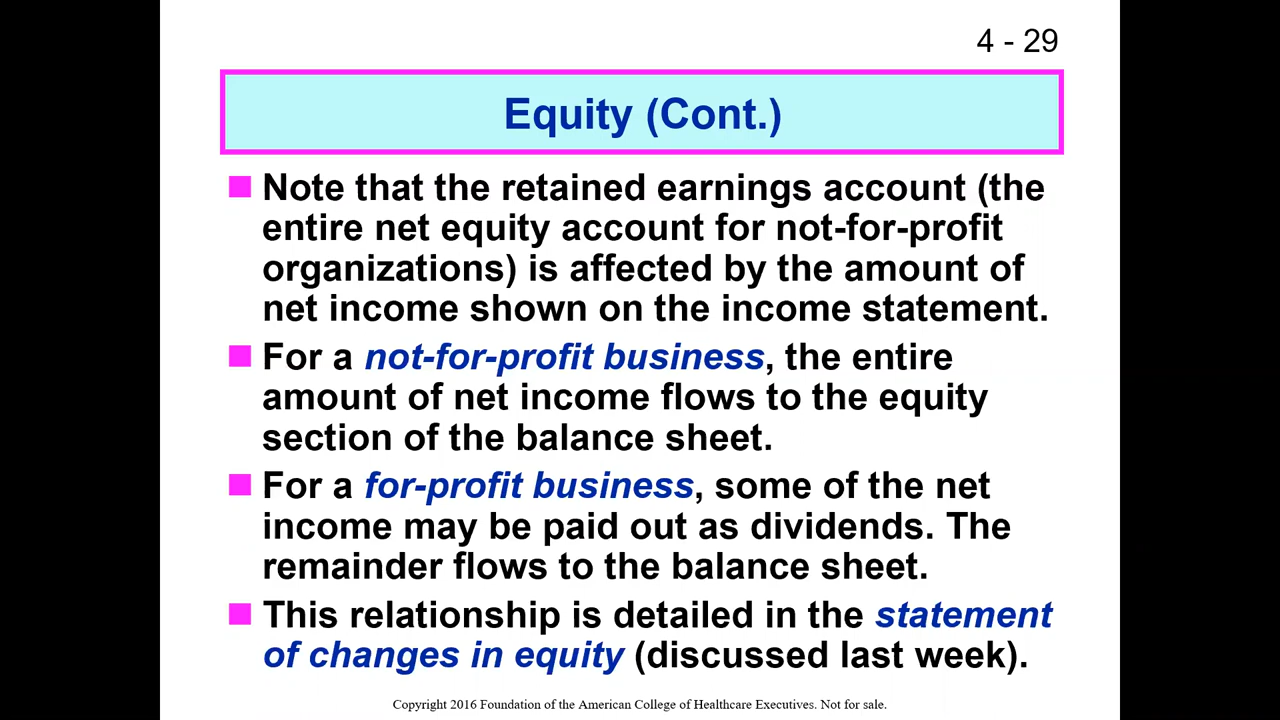 4 - 29
Equity (Cont.)
Note that the retained earnings account (the
entire net equity account for not-for-profit
organizations) is affected by the amount of
net income shown on the income statement.
For a not-for-profit business, the entire
amount of net income flows to the equity
section of the balance sheet.
For a for-profit business, some of the net
income may be paid out as dividends. The
remainder flows to the balance sheet.
This relationship is detailed in the statement
of changes in equity (discussed last week).
Copyright 2016 Foundation of the American College of Healthcare Executives. Not for sale.